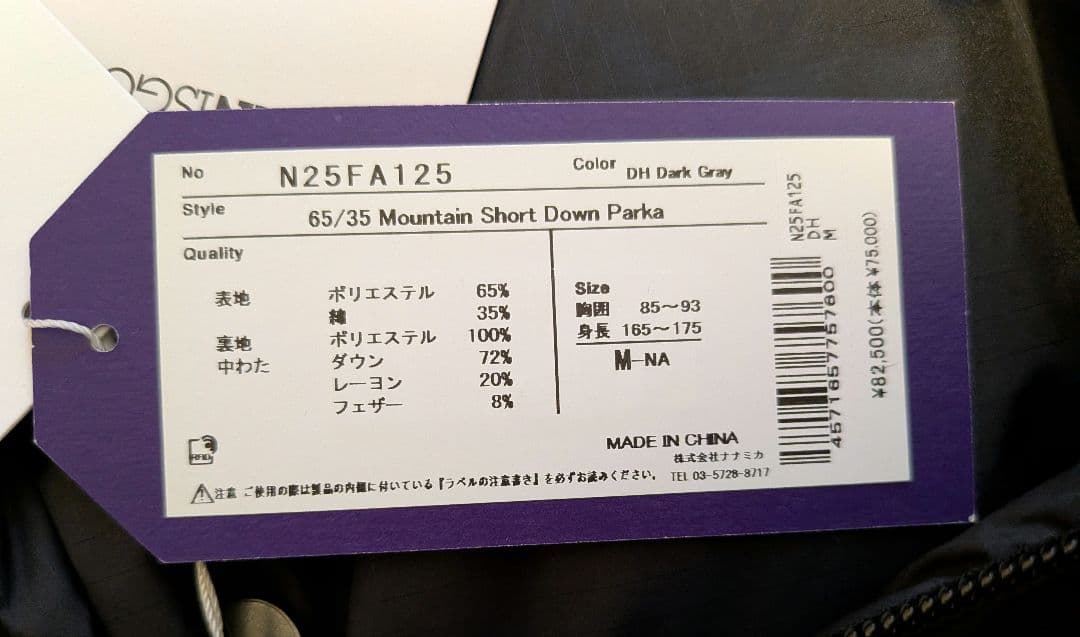 No N25FA125 Color DH Dark Gray
Style 65/35 Mountain Short Down Parka
Quality
表地 ポリエステル 65%
綿 35%
裏地 ポリエステル 100%
中わた ダウン 72%
レーヨン 20%
フェザー 8%
Size
胸囲 85～93
身長 165～175
M-NA
RFID
MADE IN CHINA
株式会社ナナミカ
TEL 03-5728-8717
注意 ご使用の際は製品の内側に付いている『ラベルの注意書き』を必ずお読みください。
N25FA125
DH
M
4571857757800
¥82,500(本体 ¥75,000)